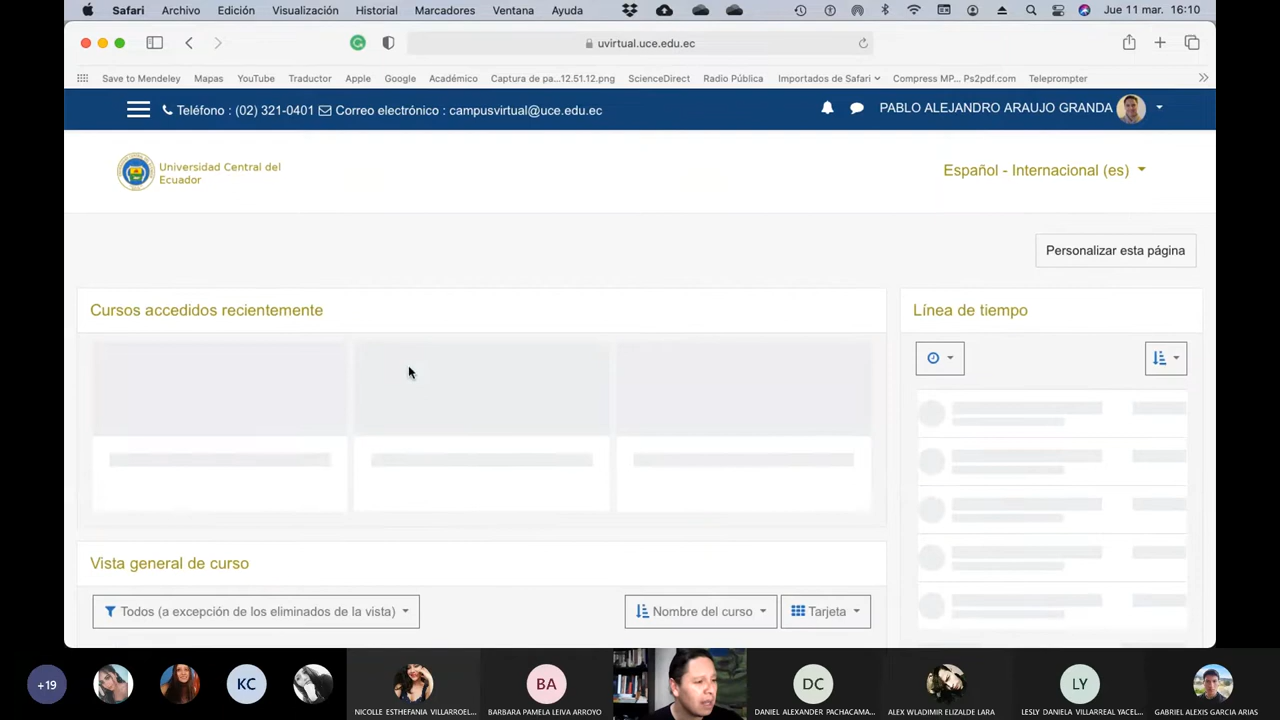 Safari Archivo Edición Visualización Historial Marcadores Ventana Ayuda Jue 11 mar. 16:10
uvirtual.uce.edu.ec
Save to Mendeley Mapas YouTube Traductor Apple Google Académico Captura de pa...12.51.12.png ScienceDirect Radio Pública Importados de Safari Compress MP... Ps2pdf.com Teleprompter
Teléfono : (02) 321-0401 Correo electrónico : campusvirtual@uce.edu.ec PABLO ALEJANDRO ARAUJO GRANDA
Universidad Central del
Ecuador
Español - Internacional (es)
Personalizar esta página
Cursos accedidos recientemente
Línea de tiempo
Vista general de curso
Todos (a excepción de los eliminados de la vista) Nombre del curso Tarjeta
+19 KC BA DC LY
NICOLLE ESTHEFANIA VILLARROEL... BARBARA PAMELA LEIVA ARROYO DANIEL ALEXANDER PACHACAMA... ALEX WLADIMIR ELIZALDE LARA LESLY DANIELA VILLARREAL YACEL... GABRIEL ALEXIS GARCIA ARIAS